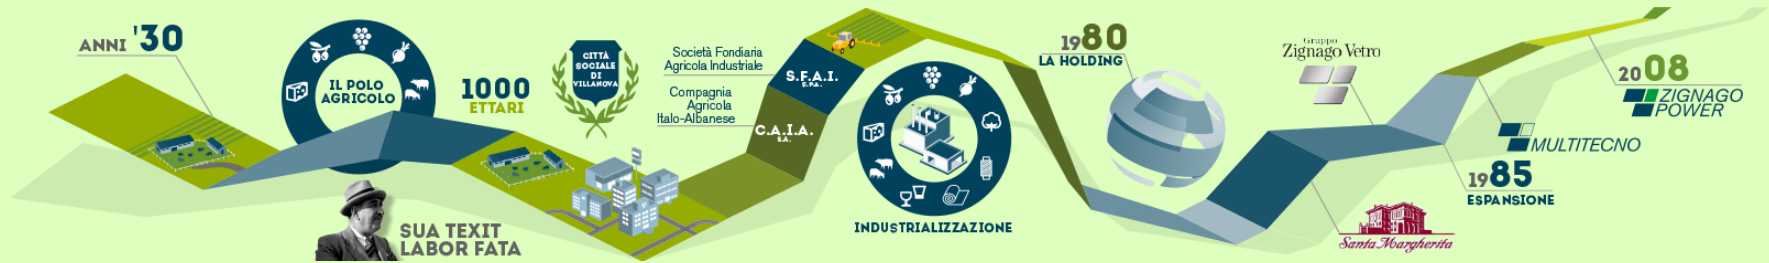 ANNI '30
IL POLO
AGRICOLO
1000
ETTARI
SUA TEXIT
LABOR FATA
CITTÀ
SOCIALE
DI
VILLANOVA
Società Fondiaria
Agricola Industriale
S.F.A.I.
S.P.A.
Compagnia
Agricola
Italo-Albanese
C.A.I.A.
S.A.
INDUSTRIALIZZAZIONE
1980
LA HOLDING
Gruppo
Zignago Vetro
Santa Margherita
1985
ESPANSIONE
MULTITECNO
2008
ZIGNAGO
POWER